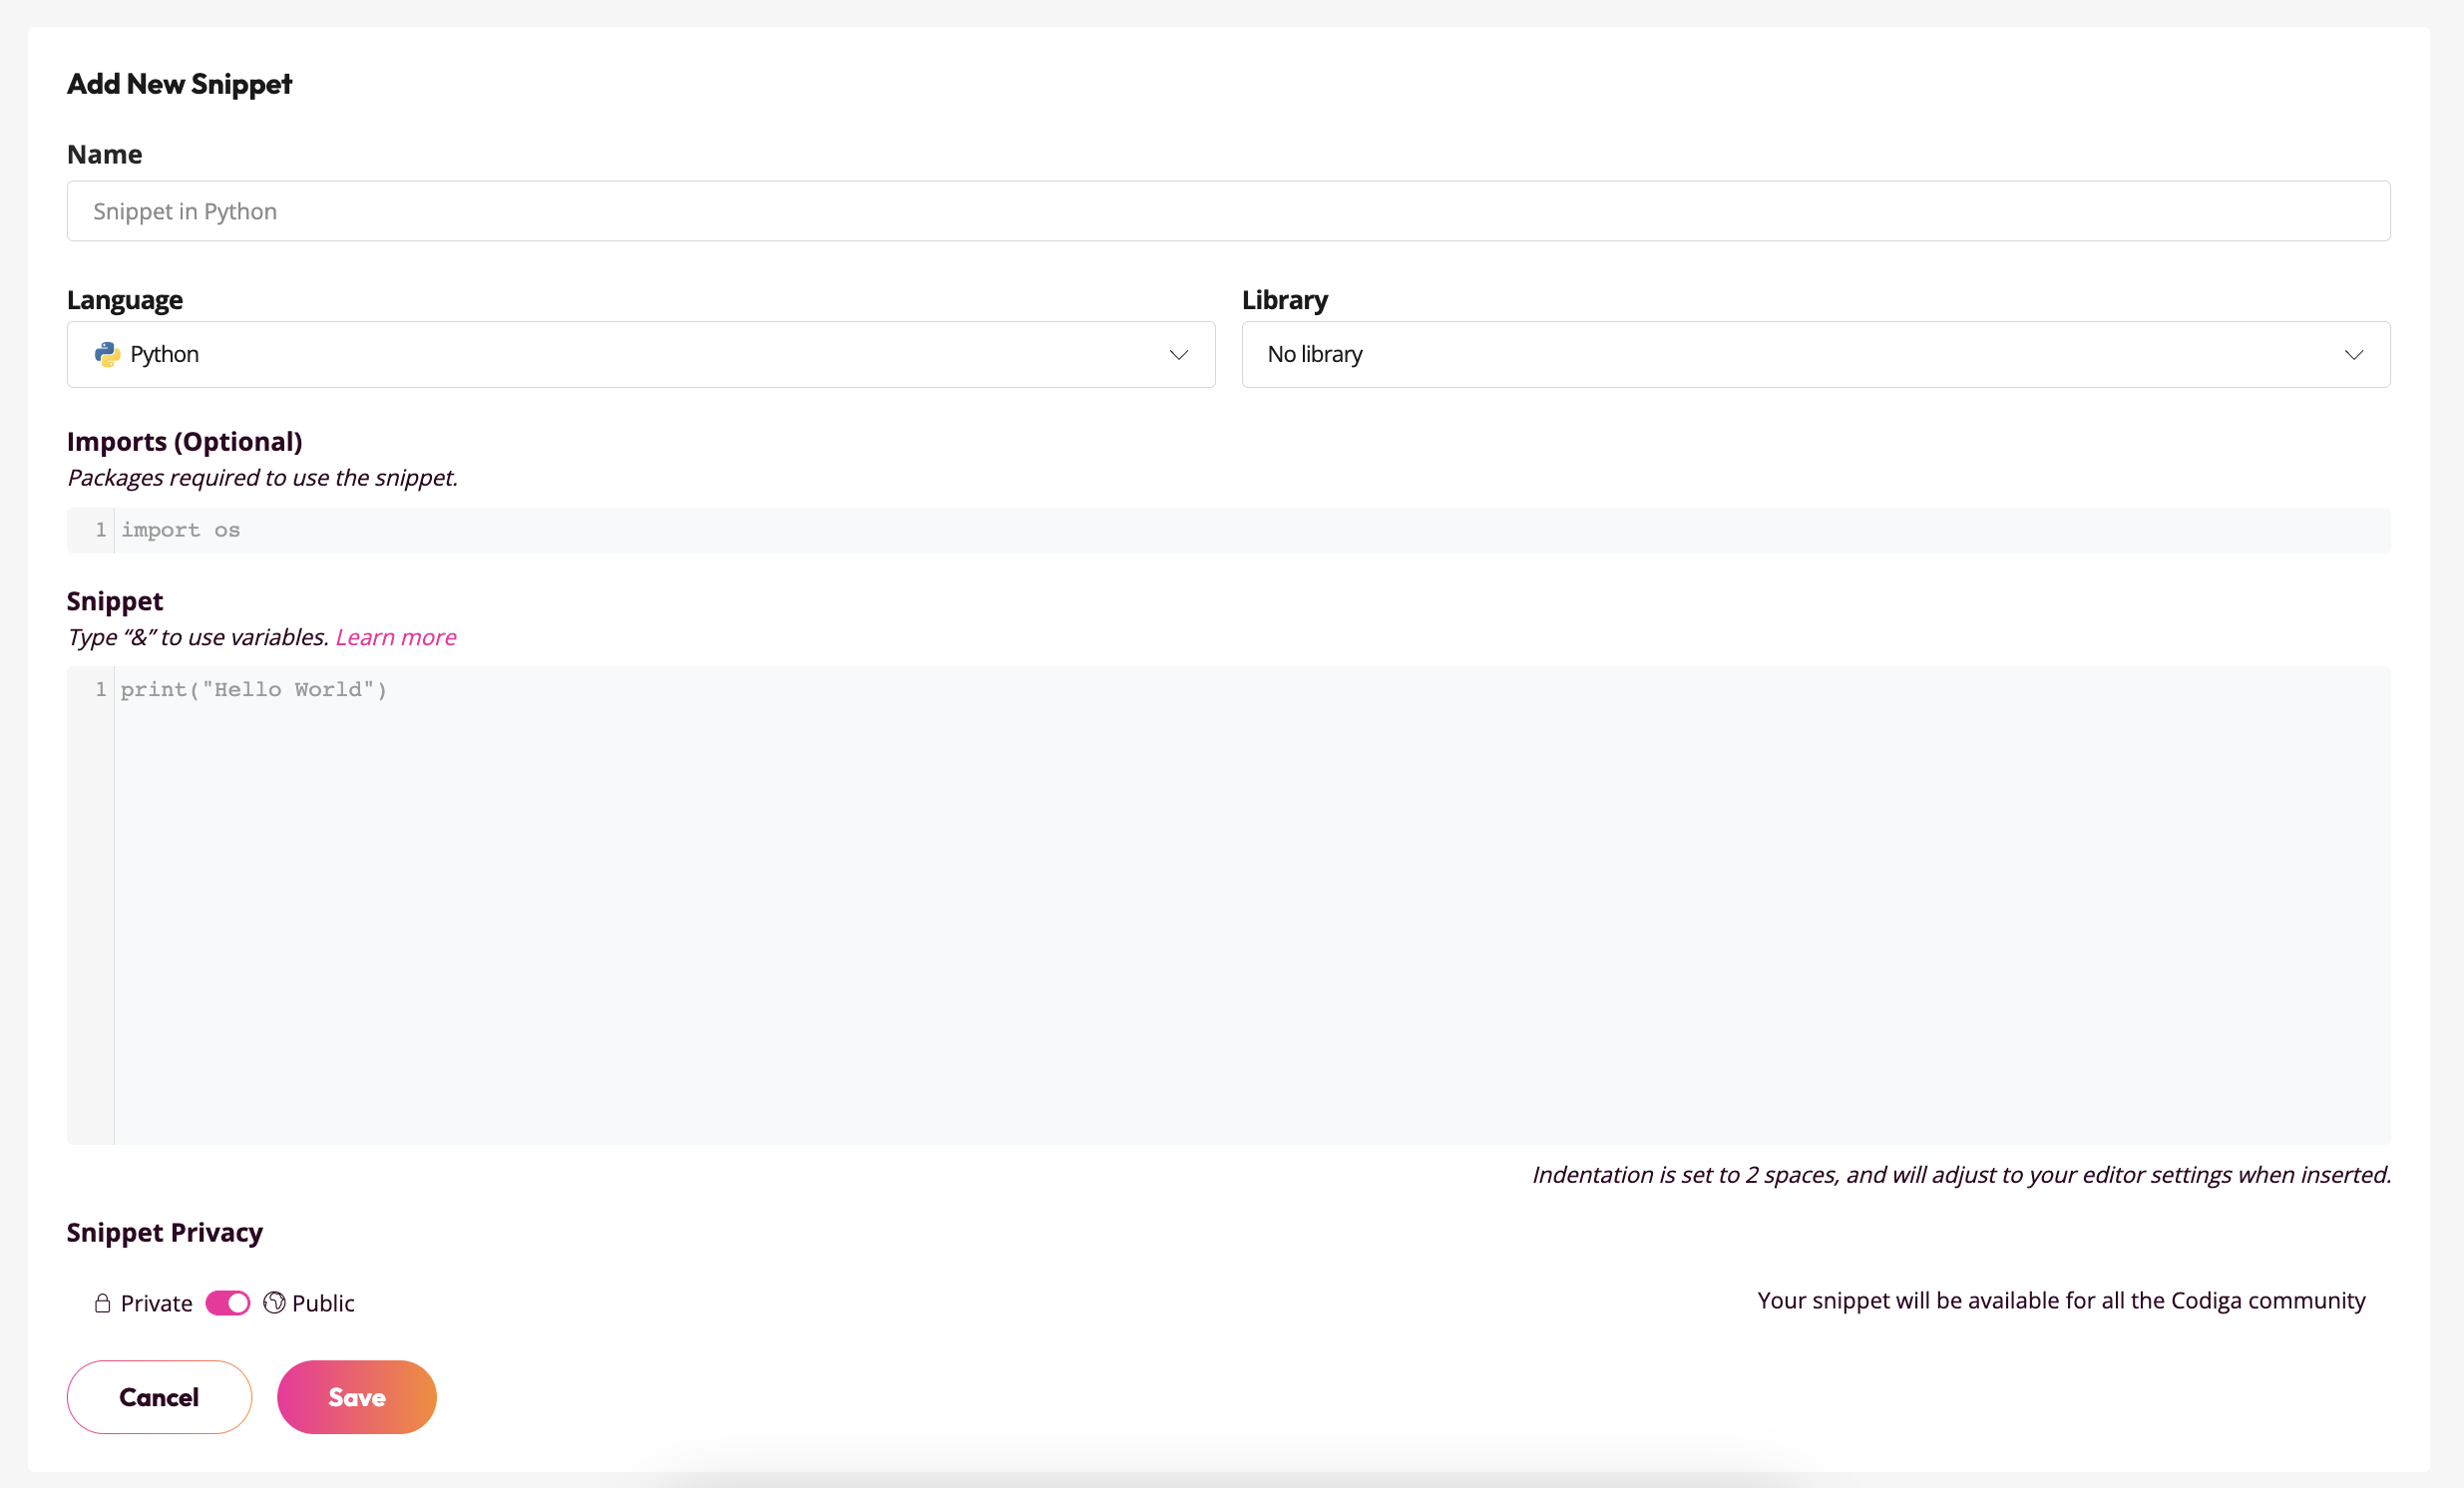 Add New Snippet
Name
Snippet in Python
Language
Library
Python
No library
Imports (Optional)
Packages required to use the snippet.
1 import os
Snippet
Type “&” to use variables. Learn more
1 print("Hello World")
Indentation is set to 2 spaces, and will adjust to your editor settings when inserted.
Snippet Privacy
Private Public
Your snippet will be available for all the Codiga community
Cancel
Save